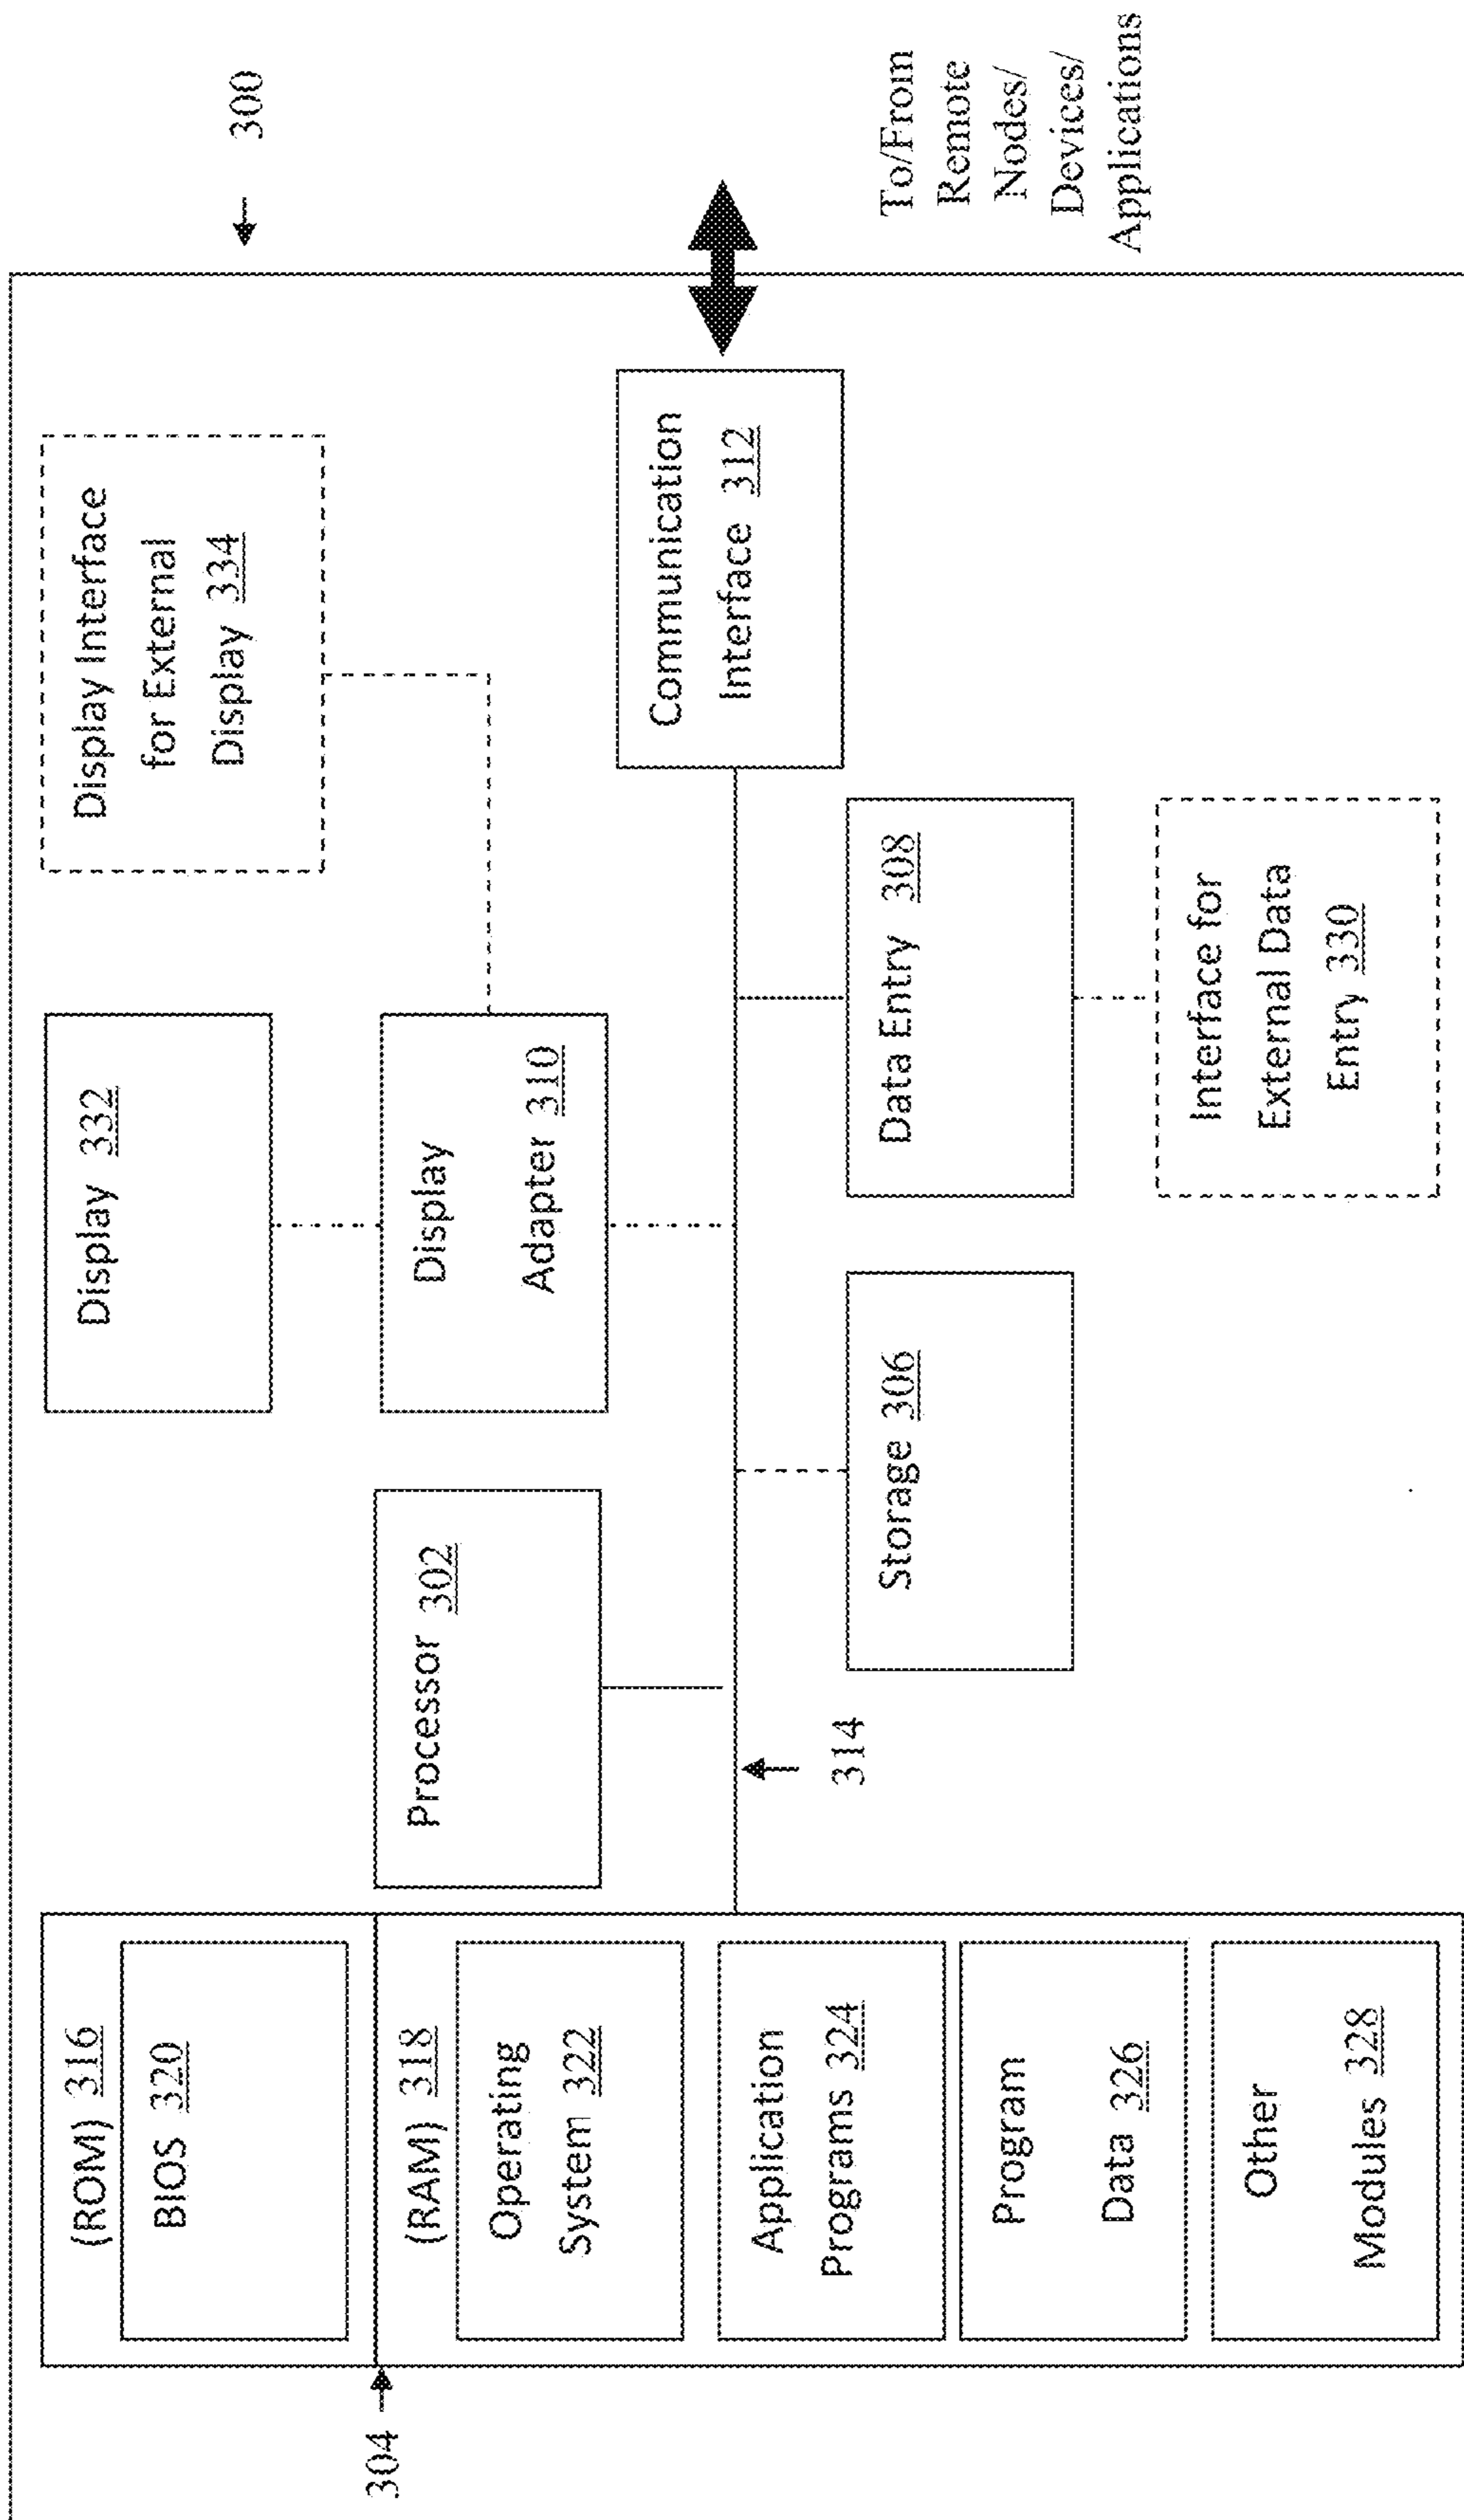 300
(ROM) 316
BIOS 320
304
(RAM) 318
Operating
System 322
Application
Programs 324
Program
Data 326
Other
Modules 328
Processor 302
314
Display 332
Display
Adapter 310
Storage 306
Display Interface
for External
Display 334
Data Entry 308
Interface for
External Data
Entry 330
Communication
Interface 312
To/From
Remote
Nodes/
Devices/
Applications